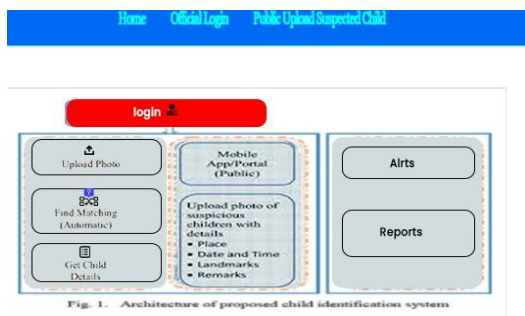 Home Official Login Public Upload Suspected Child
login
Upload Photo
Find Matching
(Automatic)
Get Child
Details
Mobile
App/Portal
(Public)
Upload photo of
suspicious
children with
details
• Place
• Date and Time
• Landmarks
• Remarks
Alrts
Reports
Fig. 1. Architecture of proposed child identification system